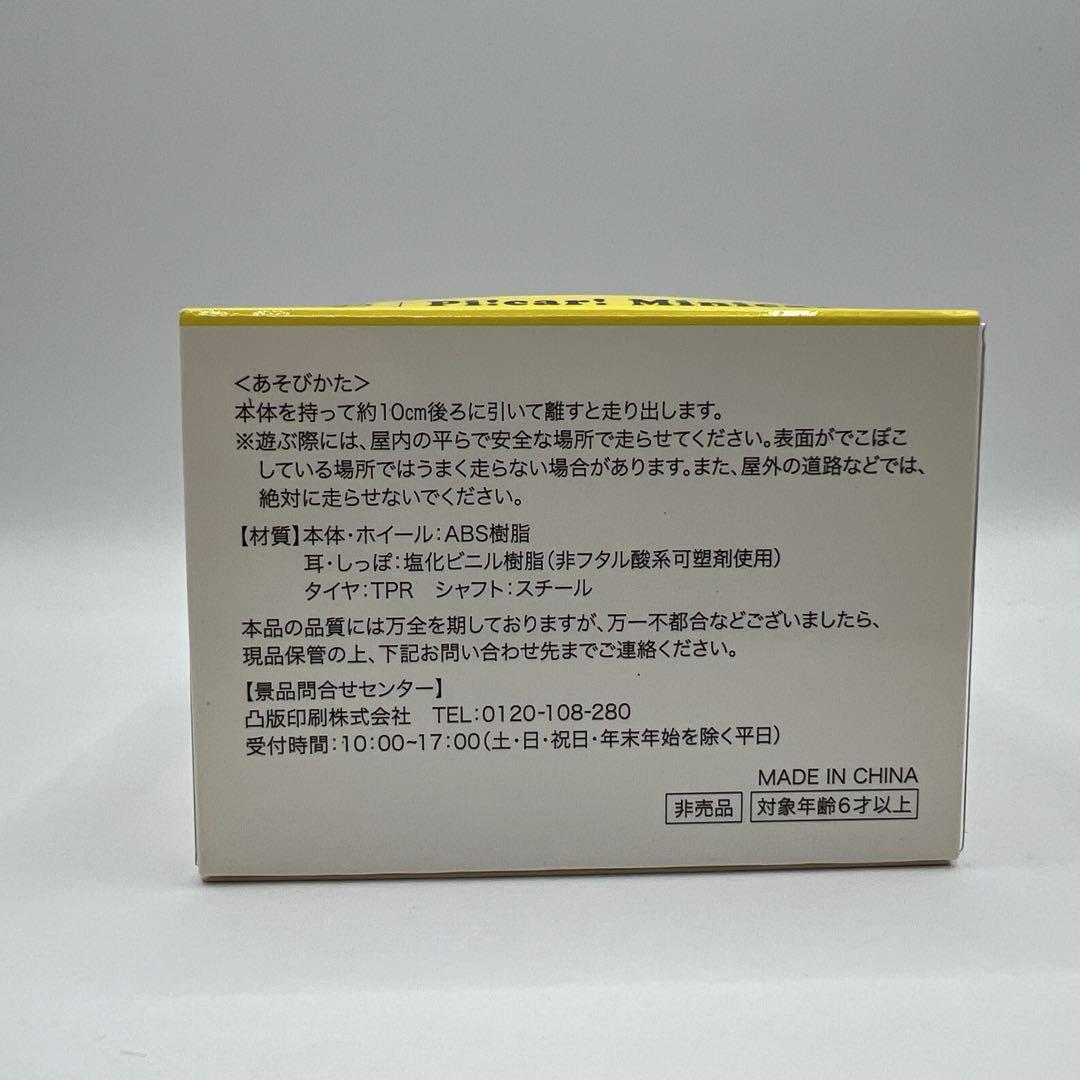 Pi!car!
<あそびかた>
本体を持って約10cm後ろに引いて離すと走り出します。
※遊ぶ際には、屋内の平らで安全な場所で走らせてください。表面がでこぼこ
している場所ではうまく走らない場合があります。また、屋外の道路などでは、
絶対に走らせないでください。
【材質】本体・ホイール:ABS樹脂
耳・しっぽ:塩化ビニル樹脂(非フタル酸系可塑剤使用)
タイヤ:TPR シャフト:スチール
本品の品質には万全を期しておりますが、万一不都合などございましたら、
現品保管の上、下記お問い合わせ先までご連絡ください。
【景品問合せセンター】
凸版印刷株式会社 TEL:0120-108-280
受付時間:10:00~17:00(土・日・祝日・年末年始を除く平日)
MADE IN CHINA
非売品 対象年齢6才以上